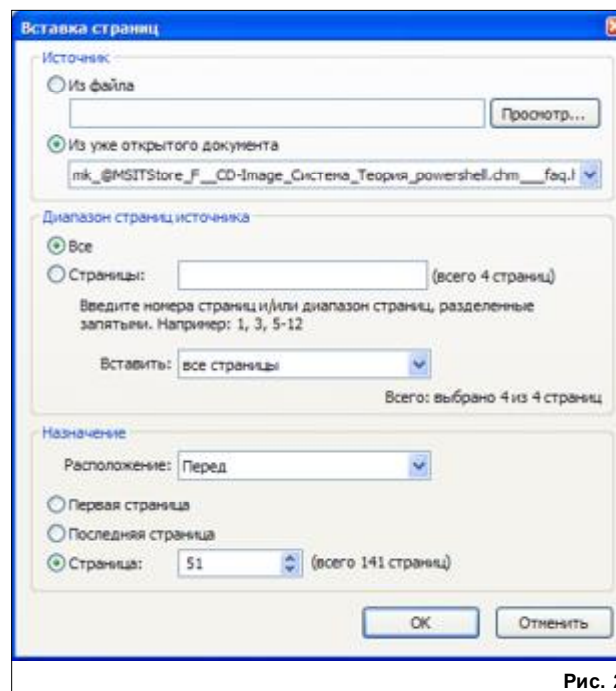 Вставка страниц
Источник
Из файла
Просмотр...
Из уже открытого документа
mk_@MSITStore_F__CD-Image_Система_Теория_powershell.chm___faq.h
Диапазон страниц источника
Все
Страницы: (всего 4 страниц)
Введите номера страниц и/или диапазон страниц, разделенные
запятыми. Например: 1, 3, 5-12
Вставить: все страницы
Всего: выбрано 4 из 4 страниц
Назначение
Расположение: Перед
Первая страница
Последняя страница
Страница: 51 (всего 141 страниц)
OK Отменить
Рис.